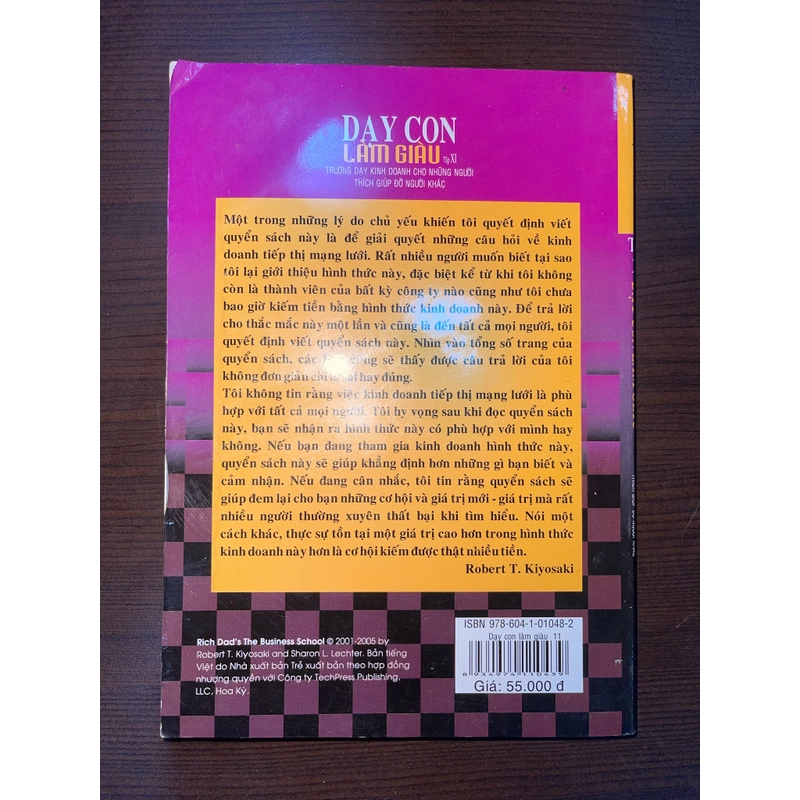 DẠY CON
LÀM GIÀU Tập XI
TRƯỜNG DẠY KINH DOANH CHO NHỮNG NGƯỜI
THÍCH GIÚP ĐỠ NGƯỜI KHÁC
Một trong những lý do chủ yếu khiến tôi quyết định viết
quyển sách này là để giải quyết những câu hỏi về kinh
doanh tiếp thị mạng lưới. Rất nhiều người muốn biết tại sao
tôi lại giới thiệu hình thức này, đặc biệt kể từ khi tôi không
còn là thành viên của bất kỳ công ty nào cũng như tôi chưa
bao giờ kiếm tiền bằng hình thức kinh doanh này. Để trả lời
cho thắc mắc này một lần và cũng là đến tất cả mọi người, tôi
quyết định viết quyển sách này. Nhìn vào tổng số trang của
quyển sách, các cũng sẽ thấy được câu trả lời của tôi
không đơn giản hay đúng.
Tôi không tin rằng việc kinh doanh tiếp thị mạng lưới là phù
hợp với tất cả mọi người. Tôi hy vọng sau khi đọc quyển sách
này, bạn sẽ nhận ra hình thức này có phù hợp với mình hay
không. Nếu bạn đang tham gia kinh doanh hình thức này,
quyển sách này sẽ giúp khẳng định hơn những gì bạn biết và
cảm nhận. Nếu đang cân nhắc, tôi tin rằng quyển sách sẽ
giúp đem lại cho bạn những cơ hội và giá trị mới - giá trị mà rất
nhiều người thường xuyên thất bại khi tìm hiểu. Nói một
cách khác, thực sự tồn tại một giá trị cao hơn trong hình thức
kinh doanh này hơn là cơ hội kiếm được thật nhiều tiền.
Robert T. Kiyosaki
Rich Dad's The Business School © 2001-2005 by
Robert T. Kiyosaki and Sharon L. Lechter. Bản tiếng
Việt do Nhà xuất bản Trẻ xuất bản theo hợp đồng
nhượng quyền với Công ty TechPress Publishing,
LLC, Hoa Kỳ.
ISBN 978-604-1-01048-2
Dạy con làm giàu 11
8 934974 110439
Giá: 55.000 đ